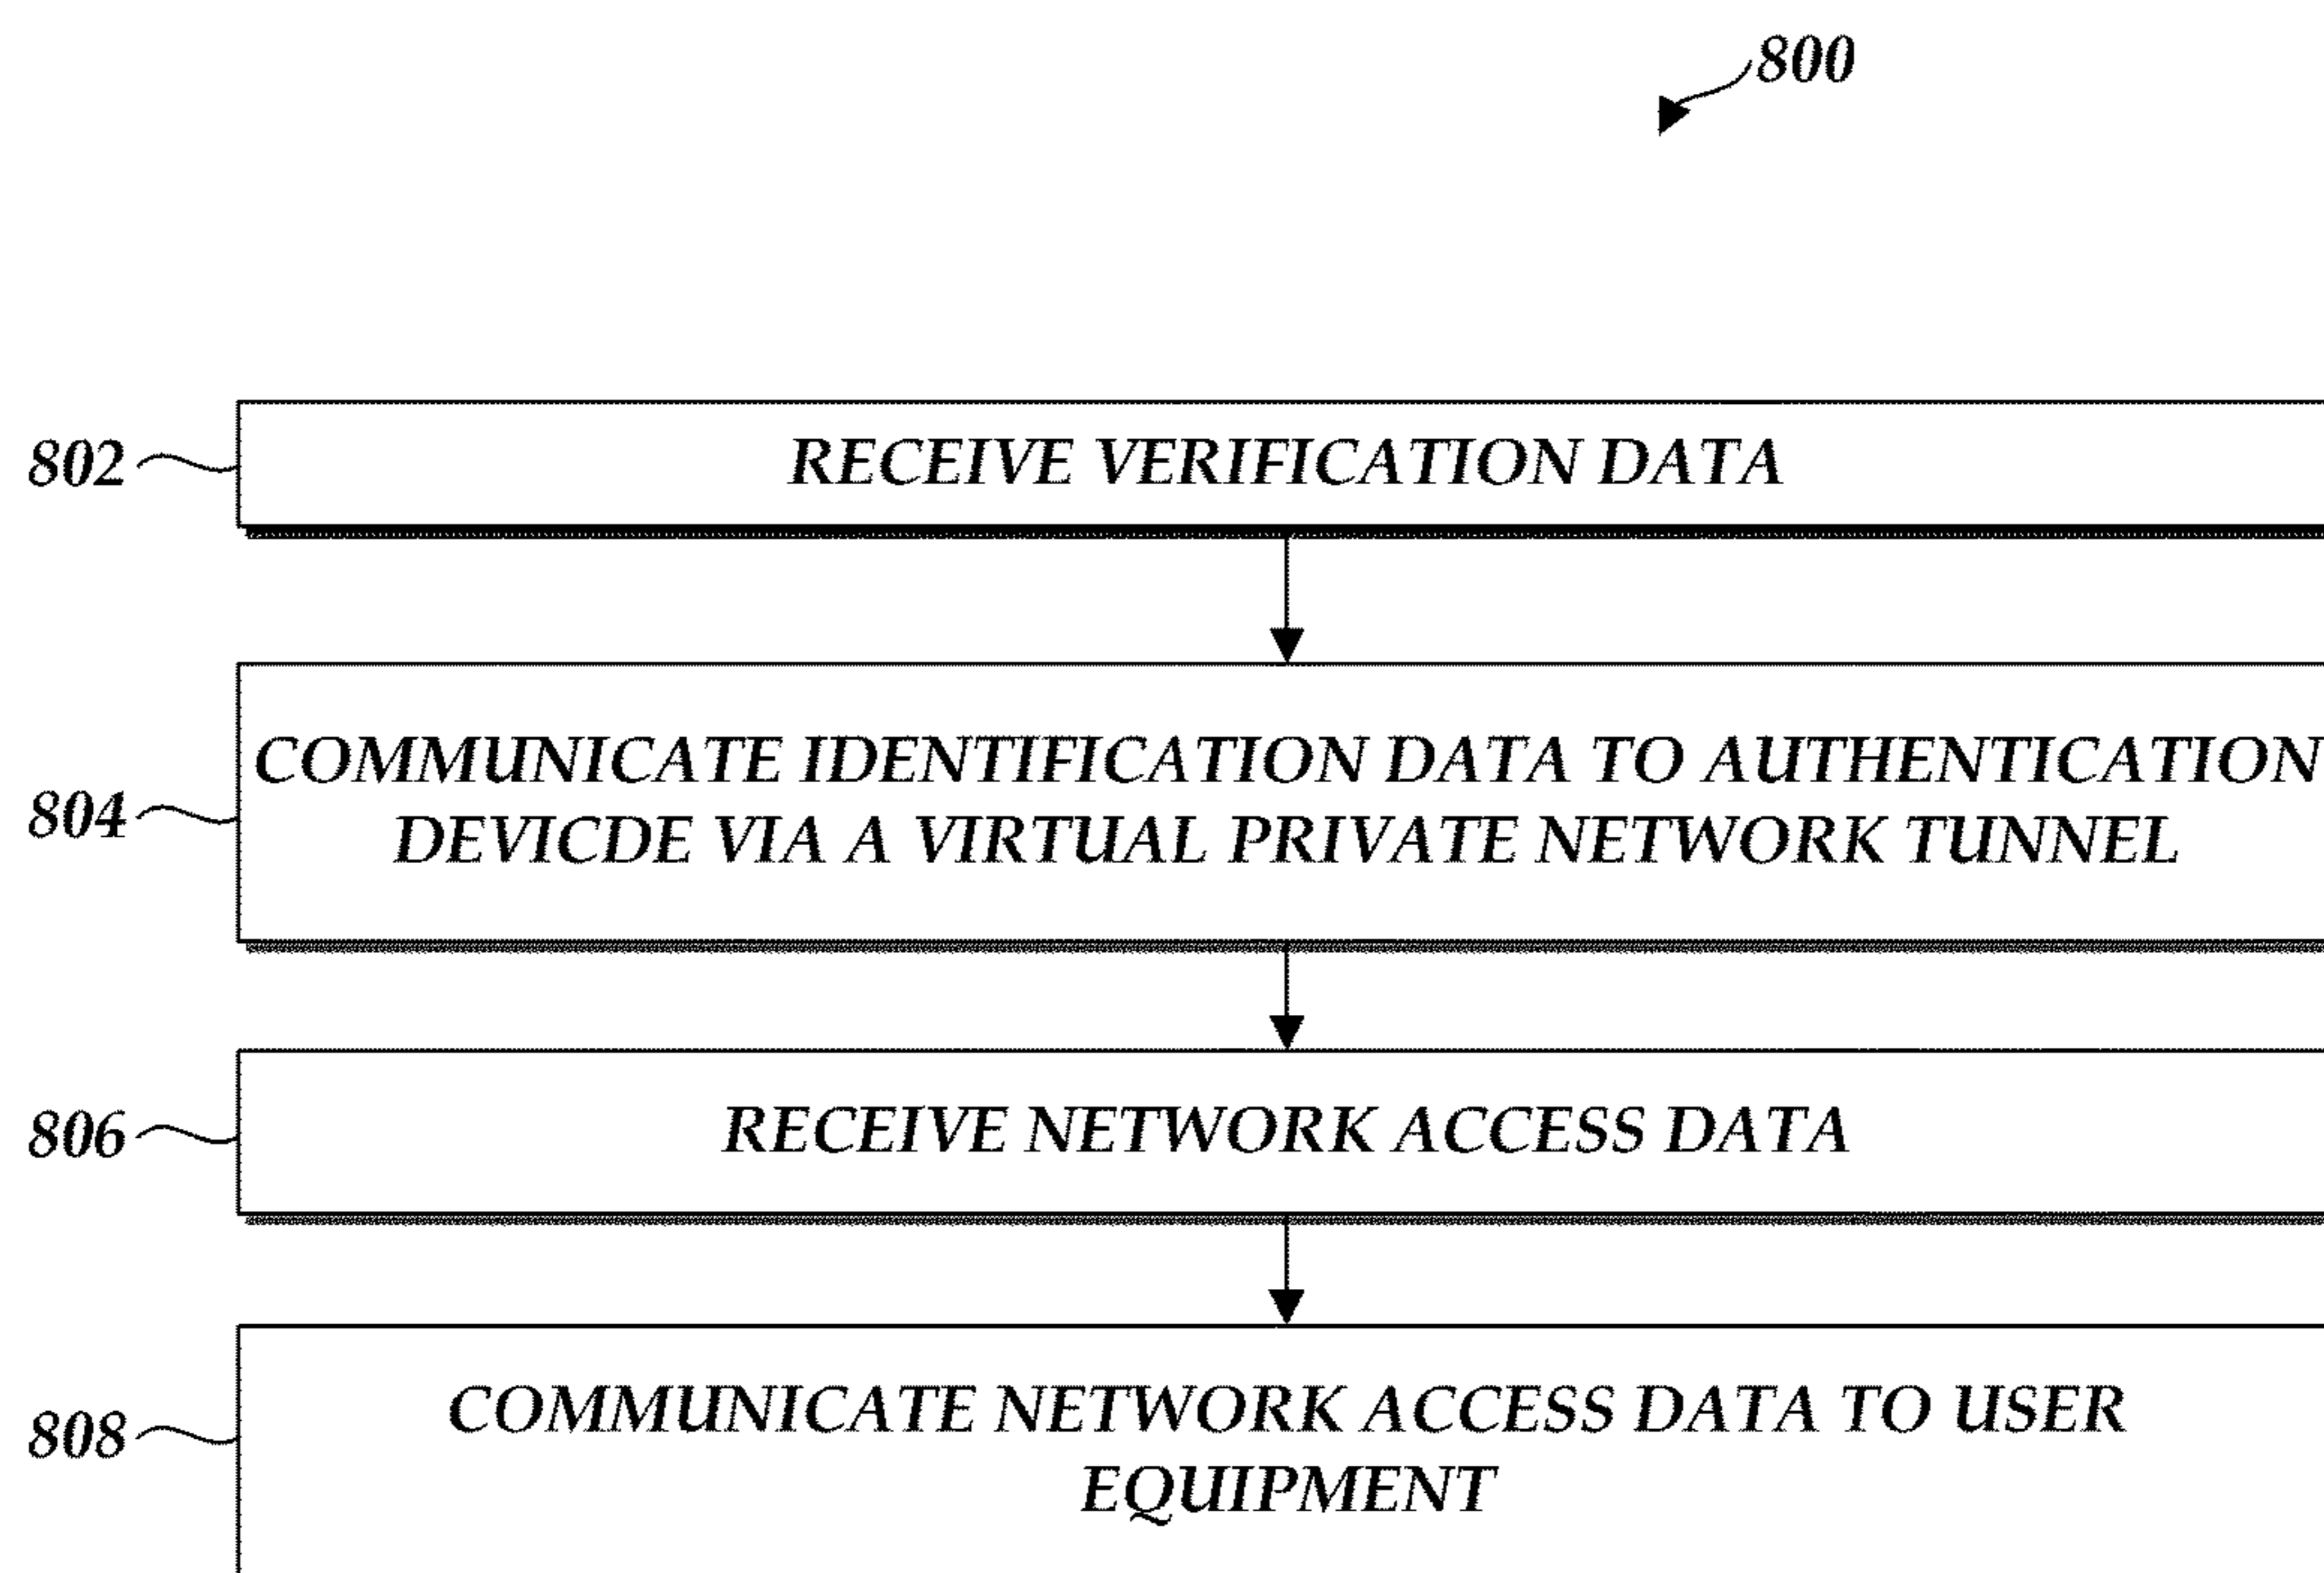 800
802
RECEIVE VERIFICATION DATA
804
COMMUNICATE IDENTIFICATION DATA TO AUTHENTICATION
DEVICDE VIA A VIRTUAL PRIVATE NETWORK TUNNEL
806
RECEIVE NETWORK ACCESS DATA
808
COMMUNICATE NETWORK ACCESS DATA TO USER
EQUIPMENT